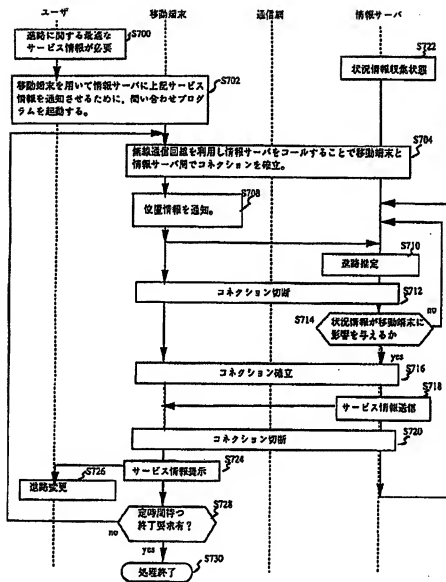 ユーザ
移動端末
通信網
情報サーバ
S700
進路に関する最適な
サービス情報が必要
S722
状況情報収集状態
S702
移動端末を用いて情報サーバに上記サービス
情報を通知させるために、問い合わせプログ
ラムを起動する。
S704
無線通信回線を利用し情報サーバをコールすることで移動端末と
情報サーバ間でコネクションを確立。
S708
位置情報を通知。
S710
進路推定
コネクション切断
S712
S714
状況情報が移動端末に
影響を与えるか
no
yes
コネクション確立
S716
S718
サービス情報送信
コネクション切断
S720
S724
サービス情報提示
S726
進路変更
S728
定時間待つ
終了要求有?
no
yes
S730
処理終了